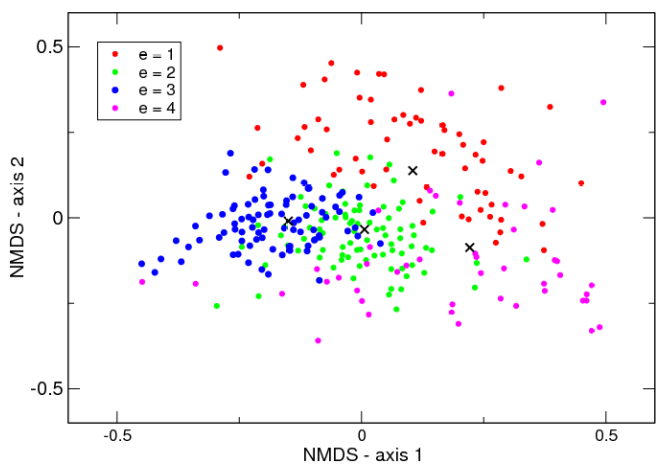 0.5
e = 1
e = 2
e = 3
e = 4
NMDS - axis 2
0
-0.5
-0.5
0
0.5
NMDS - axis 1